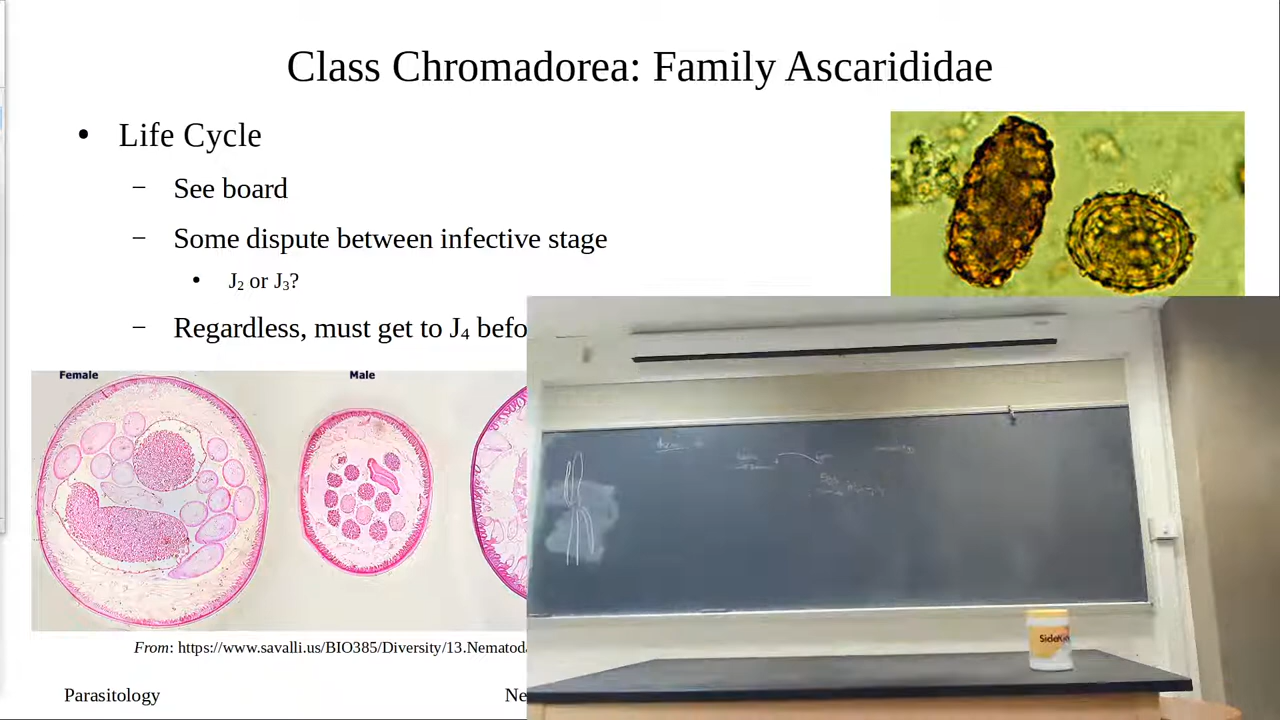 Class Chromadorea: Family Ascarididae
• Life Cycle
– See board
– Some dispute between infective stage
• J₂ or J₃?
– Regardless, must get to J₄ befo
Female
Male
From: https://www.savalli.us/BIO385/Diversity/13.Nematoda
Parasitology
Ne